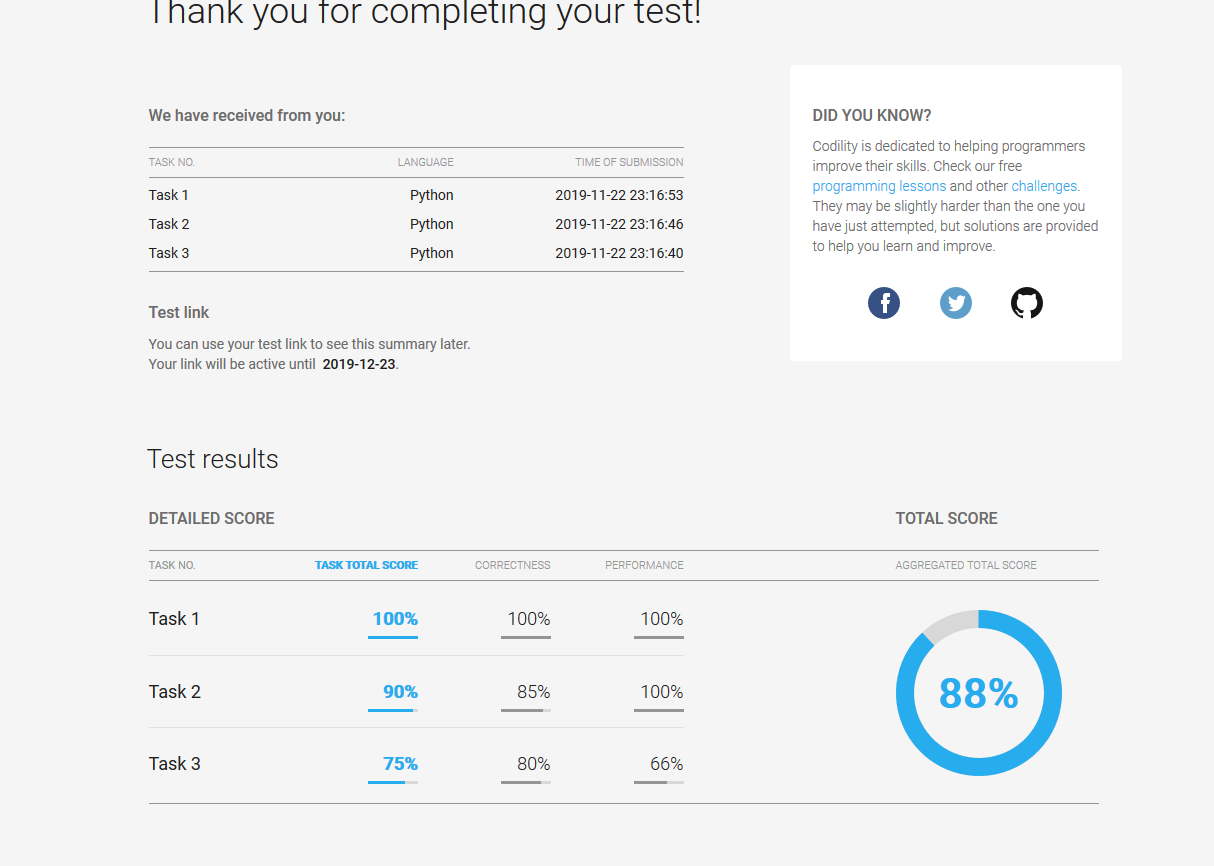 Thank you for completing your test!
We have received from you:
TASK NO. LANGUAGE TIME OF SUBMISSION
Task 1 Python 2019-11-22 23:16:53
Task 2 Python 2019-11-22 23:16:46
Task 3 Python 2019-11-22 23:16:40
Test link
You can use your test link to see this summary later.
Your link will be active until 2019-12-23.
DID YOU KNOW?
Codility is dedicated to helping programmers
improve their skills. Check our free
programming lessons and other challenges.
They may be slightly harder than the one you
have just attempted, but solutions are provided
to help you learn and improve.
Test results
DETAILED SCORE
TASK NO. TASK TOTAL SCORE CORRECTNESS PERFORMANCE
Task 1 100% 100% 100%
Task 2 90% 85% 100%
Task 3 75% 80% 66%
TOTAL SCORE
AGGREGATED TOTAL SCORE
88%